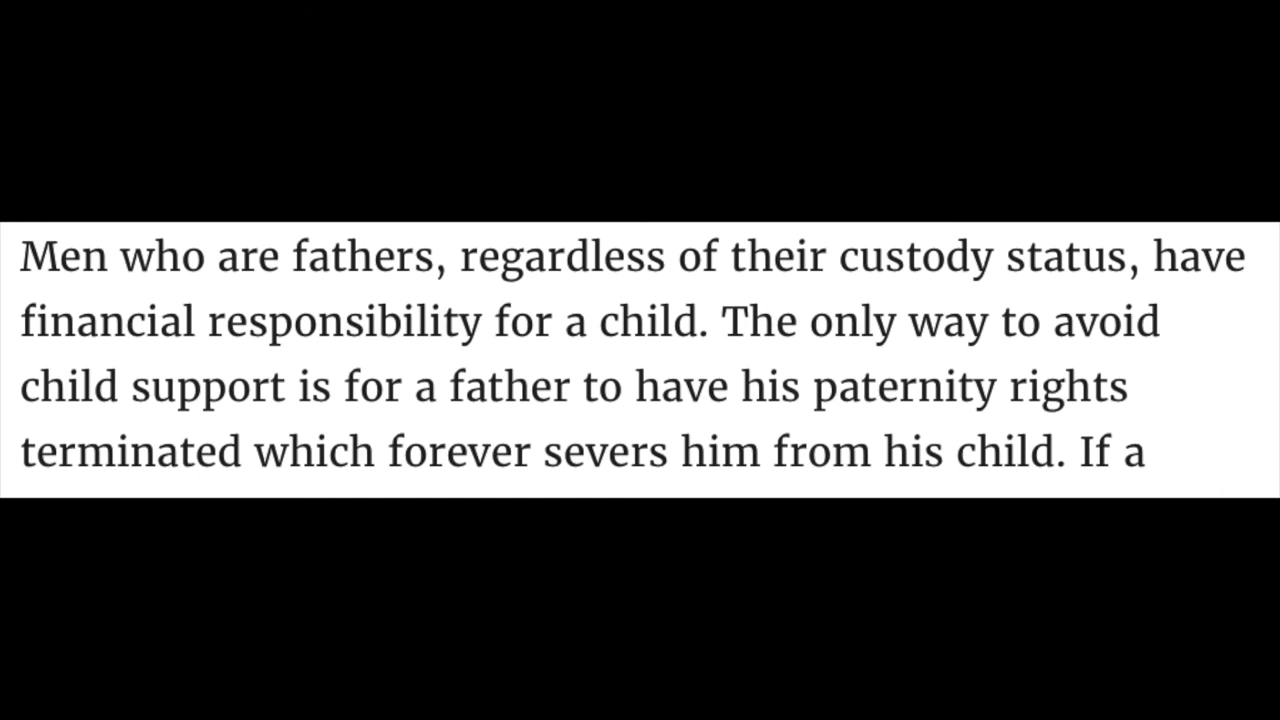 Men who are fathers, regardless of their custody status, have
financial responsibility for a child. The only way to avoid
child support is for a father to have his paternity rights
terminated which forever severs him from his child. If a